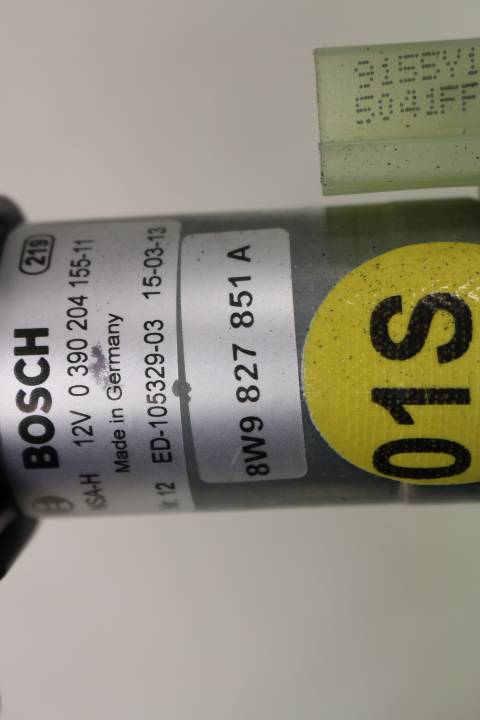 219
BOSCH
12V 0 390 204 155-11
Made in Germany
ED-105329-03 15-03-13
12
8W9 827 851 A
01S